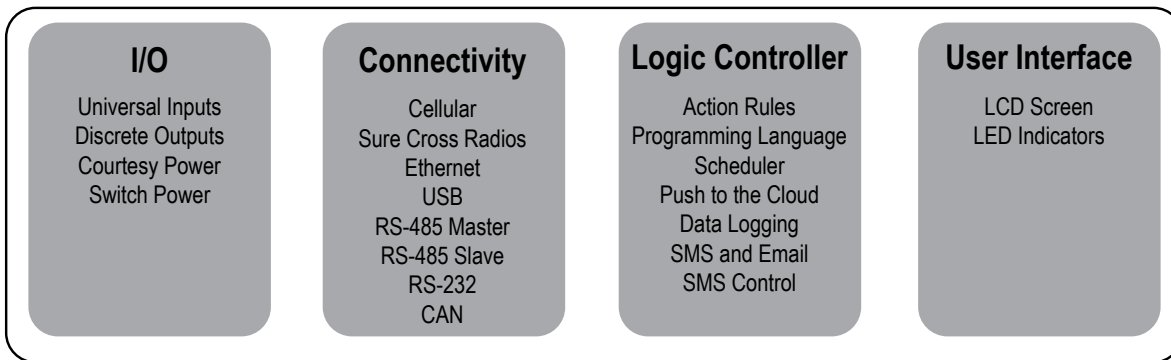 I/O
Universal Inputs
Discrete Outputs
Courtesy Power
Switch Power
Connectivity
Cellular
Sure Cross Radios
Ethernet
USB
RS-485 Master
RS-485 Slave
RS-232
CAN
Logic Controller
Action Rules
Programming Language
Scheduler
Push to the Cloud
Data Logging
SMS and Email
SMS Control
User Interface
LCD Screen
LED Indicators